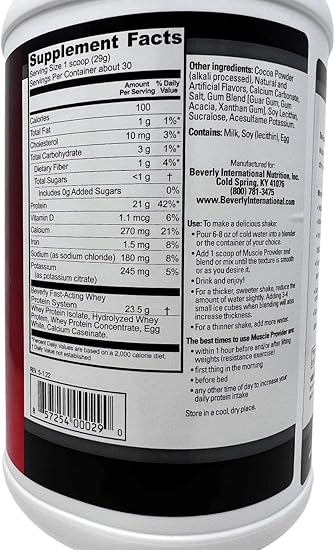 Supplement Facts
Serving Size 1 scoop (29g)
Servings Per Container about 30
Amount Per Serving % Daily Value
Calories 100
Total Fat 1 g 1%*
Cholesterol 10 mg 3%*
Total Carbohydrate 3 g 1%*
Dietary Fiber 1 g 4%*
Total Sugars <1 g †
Includes 0g Added Sugars 0%
Protein 21 g 42%*
Vitamin D 1.1 mcg 6%
Calcium 270 mg 21%
Iron 1.5 mg 8%
Sodium (as sodium chloride) 180 mg 8%
Potassium 245 mg 5%
(as potassium citrate)
Beverly Fast-Acting Whey
Protein System 23.5 g †
Whey Protein Isolate, Hydrolyzed Whey
Protein, Whey Protein Concentrate, Egg
White, Calcium Caseinate.
*Percent Daily Values are based on a 2,000 calorie diet.
† Daily Value not established.
REV. 5-1.22
8 57254 00029 0
Other ingredients: Cocoa Powder
(alkali processed), Natural and
Artificial Flavors, Calcium Carbonate,
Salt, Gum Blend [Guar Gum, Gum
Acacia, Xanthan Gum], Soy Lecithin,
Sucralose, Acesulfame Potassium.
Contains: Milk, Soy (lecithin), Egg
Manufactured for:
Beverly International Nutrition, Inc.
Cold Spring, KY 41076
(800) 781-3475
www.BeverlyInternational.com
Use: To make a delicious shake:
• Pour 6-8 oz of cold water into a blender
or the container of your choice.
• Add 1 scoop of Muscle Provider and
blend or mix until the texture is smooth
or as you desire it.
• Drink and enjoy!
• For a thicker, sweeter shake, reduce the
amount of water slightly. Adding 3-4
small ice cubes when blending will also
increase thickness.
• For a thinner shake, add more water.
The best times to use Muscle Provider are:
• within 1 hour before and/or after lifting
weights (resistance exercise)
• first thing in the morning
• before bed
• any other time of day to increase your
daily protein intake
Store in a cool, dry place.